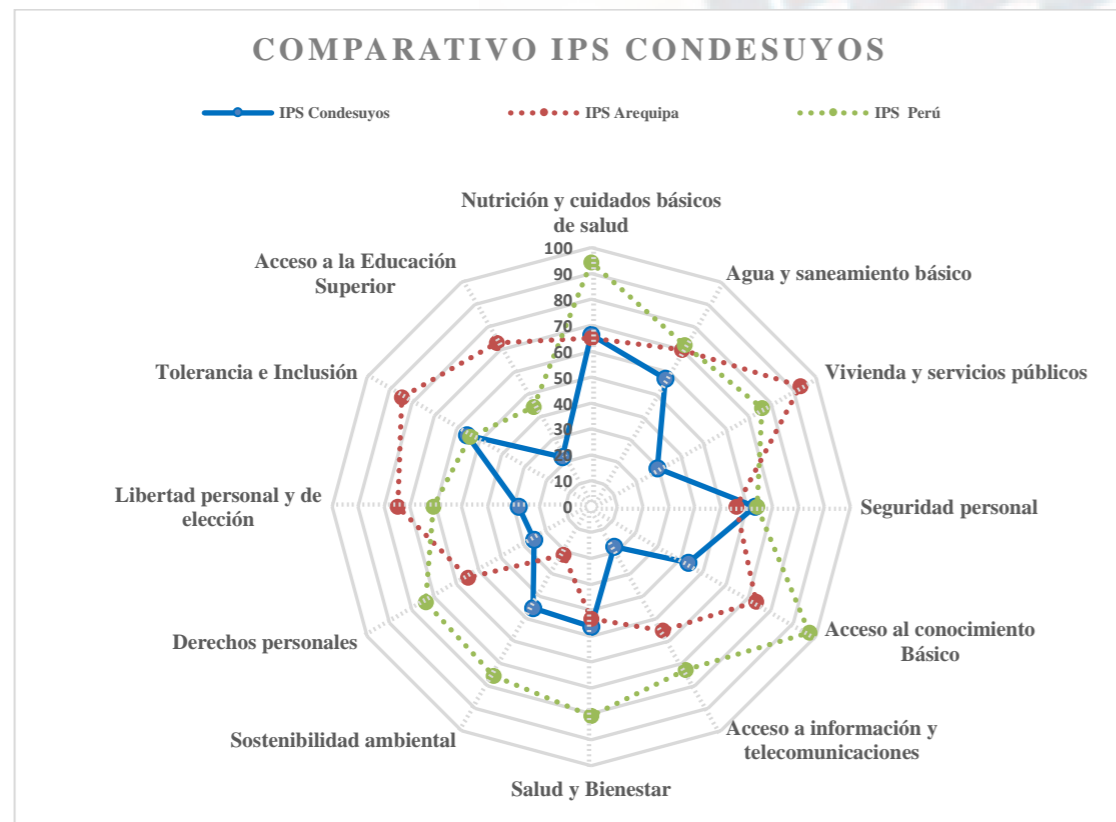 COMPARATIVO IPS CONDESUYOS
IPS Condesuyos
IPS Arequipa
IPS Perú
Nutrición y cuidados básicos
de salud
Agua y saneamiento básico
Vivienda y servicios públicos
Seguridad personal
Acceso al conocimiento
Básico
Acceso a información y
telecomunicaciones
Salud y Bienestar
Sostenibilidad ambiental
Derechos personales
Libertad personal y de
elección
Tolerancia e Inclusión
Acceso a la Educación
Superior
100
90
80
70
60
50
40
30
20
10
0